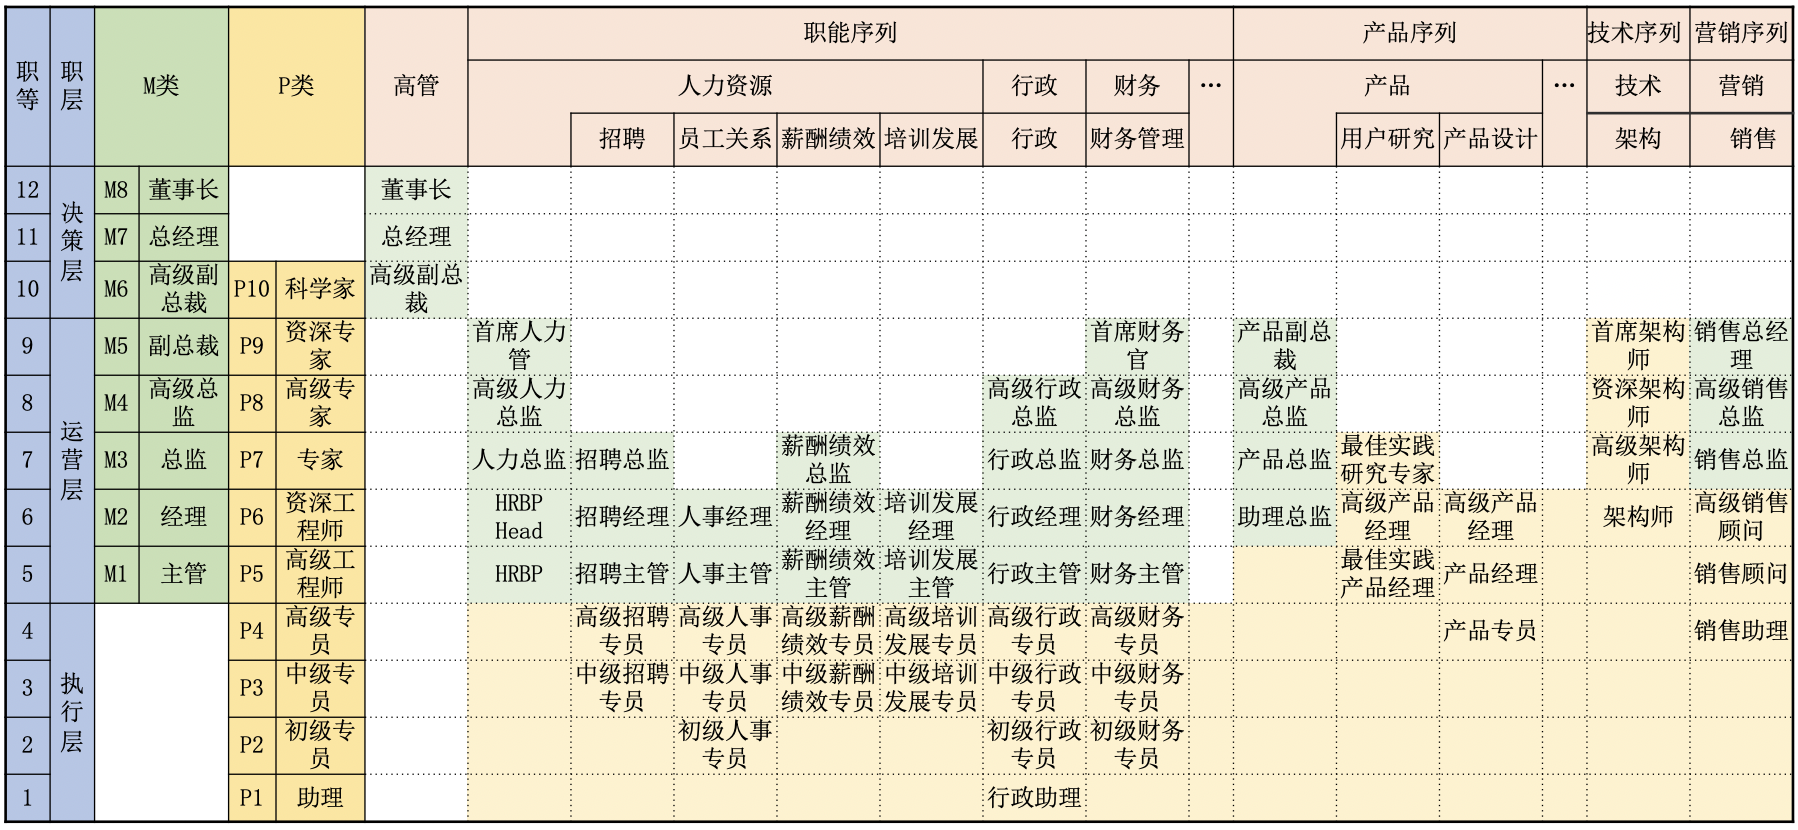 职能序列 产品序列 技术序列 营销序列
职等 职层 M类 P类 高管 人力资源 行政 财务 … 产品 … 技术 营销
招聘 员工关系 薪酬绩效 培训发展 行政 财务管理 用户研究 产品设计 架构 销售
决策层
12 M8 董事长 董事长
11 M7 总经理 总经理
10 M6 高级副总裁 P10 科学家 高级副总裁
运营层
9 M5 副总裁 P9 资深专家 首席人力管 首席财务官 产品副总裁 首席架构师 销售总经理
8 M4 高级总监 P8 高级专家 高级人力总监 高级行政总监 高级财务总监 高级产品总监 资深架构师 高级销售总监
7 M3 总监 P7 专家 人力总监 招聘总监 薪酬绩效总监 行政总监 财务总监 产品总监 最佳实践研究专家 高级架构师 销售总监
6 M2 经理 P6 资深工程师 HRBP Head 招聘经理 人事经理 薪酬绩效经理 培训发展经理 行政经理 财务经理 助理总监 高级产品经理 高级产品经理 架构师 高级销售顾问
5 M1 主管 P5 高级工程师 HRBP 招聘主管 人事主管 薪酬绩效主管 培训发展主管 行政主管 财务主管 最佳实践产品经理 产品经理 销售顾问
执行层
4 P4 高级专员 高级招聘专员 高级人事专员 高级薪酬绩效专员 高级培训发展专员 高级行政专员 高级财务专员 产品专员 销售助理
3 P3 中级专员 中级招聘专员 中级人事专员 中级薪酬绩效专员 中级培训发展专员 中级行政专员 中级财务专员
2 P2 初级专员 初级人事专员 初级行政专员 初级财务专员
1 P1 助理 行政助理